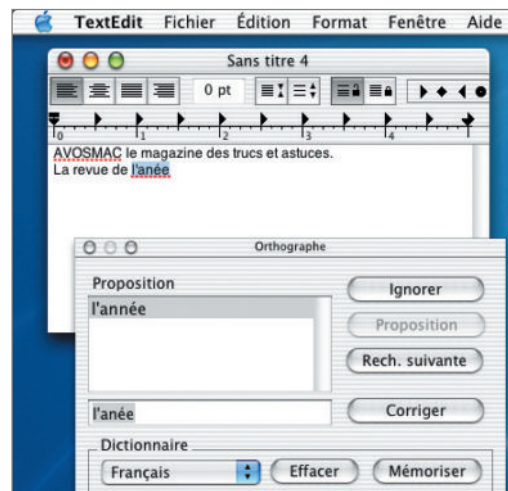 TextEdit Fichier Édition Format Fenêtre Aide
Sans titre 4
0 pt
0 1 2 3 4
AVOSMAC le magazine des trucs et astuces.
La revue de l'anée
Orthographe
Proposition
l'année
Ignorer
Proposition
Rech. suivante
l'anée
Corriger
Dictionnaire
Français
Effacer
Mémoriser